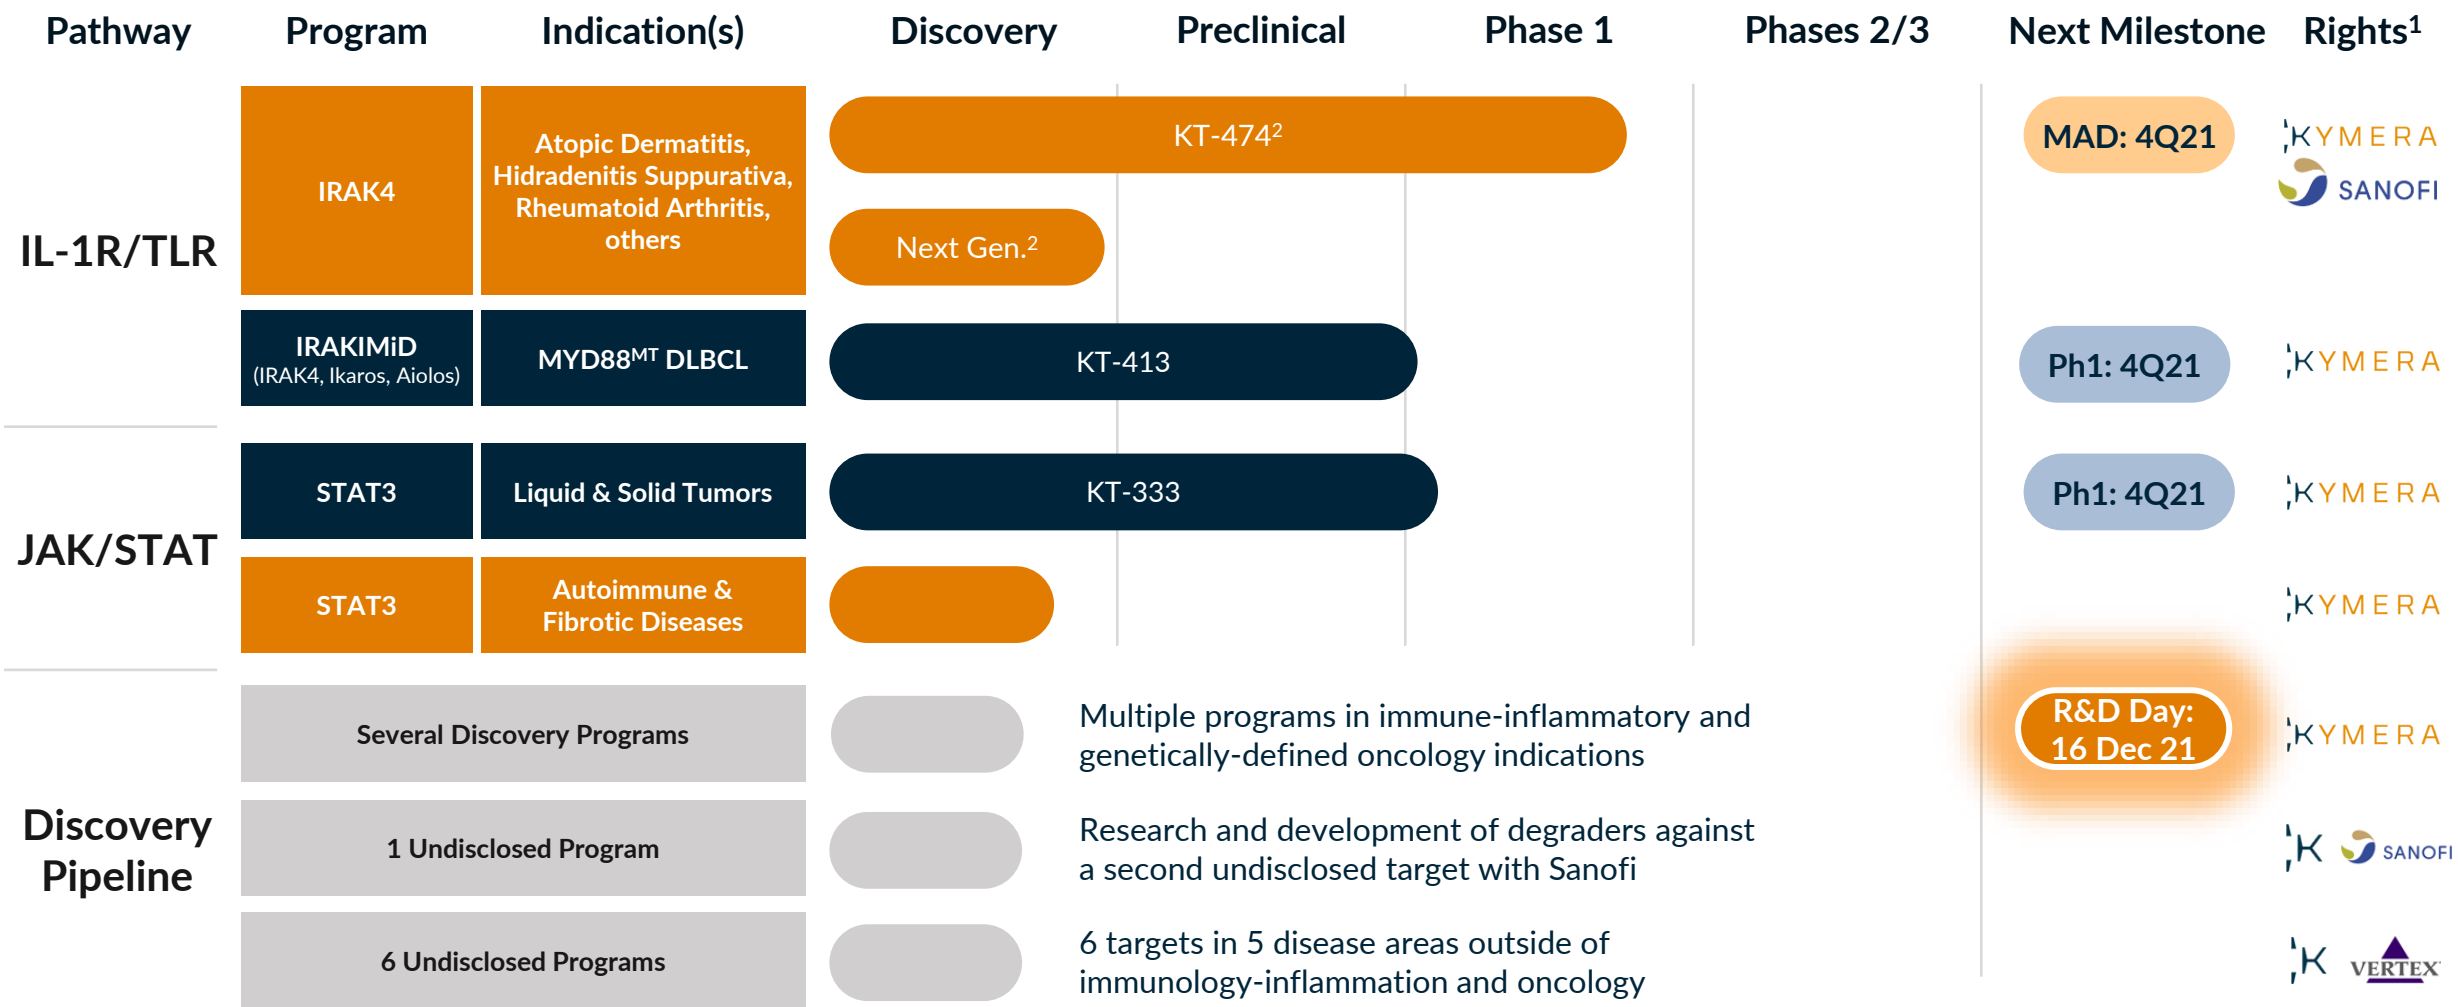 Pathway Program Indication(s) Discovery Preclinical Phase 1 Phases 2/3 Next Milestone Rights¹
IL-1R/TLR
IRAK4
Atopic Dermatitis,
Hidradenitis Suppurativa,
Rheumatoid Arthritis,
others
KT-474²
MAD: 4Q21
KYMERA
SANOFI
Next Gen.²
IRAKIMiD
(IRAK4, Ikaros, Aiolos)
MYD88ᴹᵀ DLBCL
KT-413
Ph1: 4Q21
KYMERA
JAK/STAT
STAT3
Liquid & Solid Tumors
KT-333
Ph1: 4Q21
KYMERA
STAT3
Autoimmune &
Fibrotic Diseases
KYMERA
Discovery
Pipeline
Several Discovery Programs
Multiple programs in immune-inflammatory and
genetically-defined oncology indications
R&D Day:
16 Dec 21
KYMERA
1 Undisclosed Program
Research and development of degraders against
a second undisclosed target with Sanofi
K SANOFI
6 Undisclosed Programs
6 targets in 5 disease areas outside of
immunology-inflammation and oncology
K VERTEX